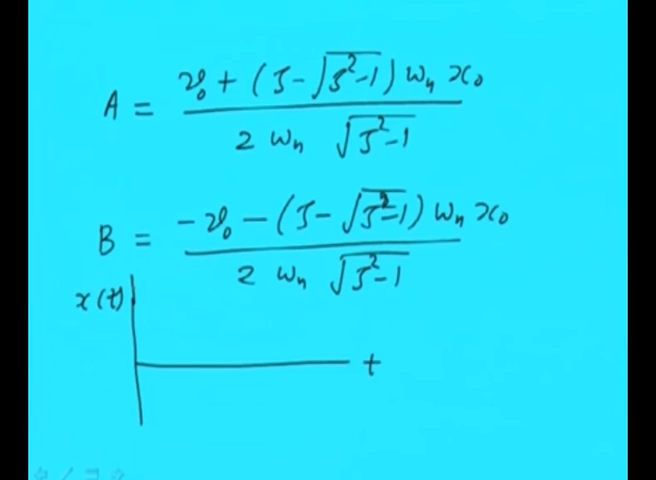 A = v₀ + (ζ - √ζ²-1) ωₙ x₀ / 2 ωₙ √ζ²-1
B = -v₀ - (ζ - √ζ²-1) ωₙ x₀ / 2 ωₙ √ζ²-1
x(t)
t